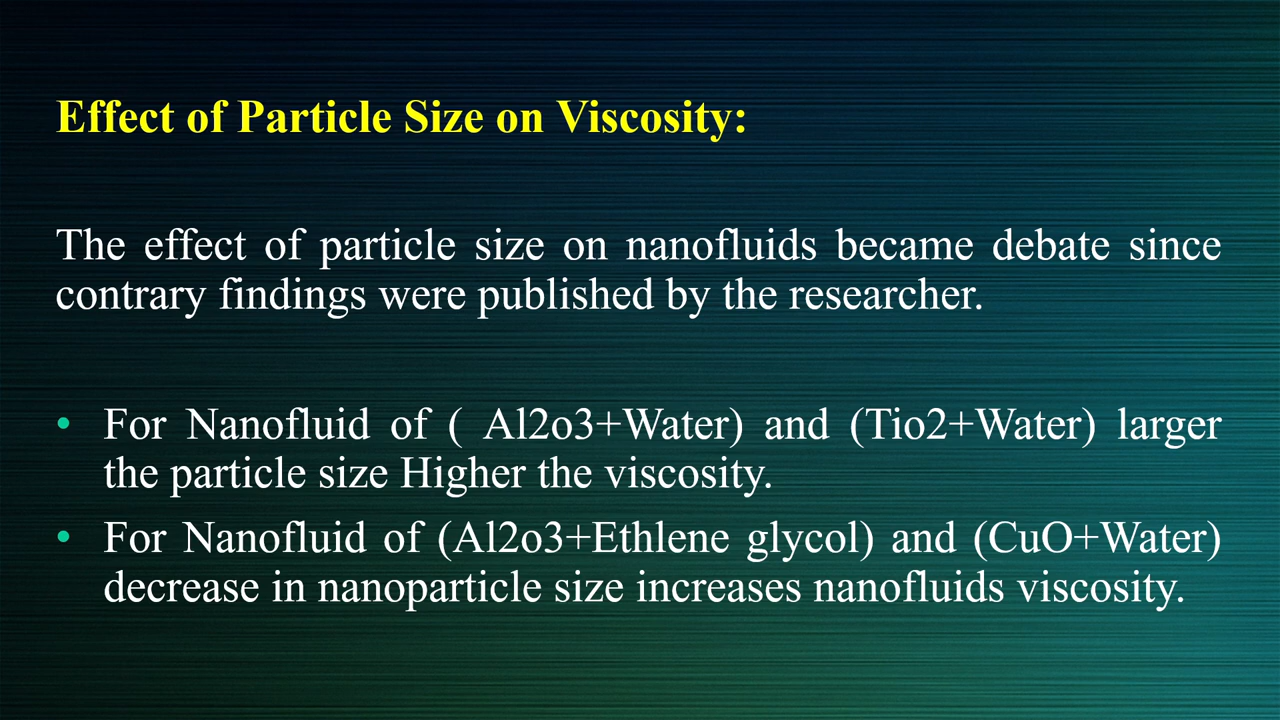 Effect of Particle Size on Viscosity:
The effect of particle size on nanofluids became debate since
contrary findings were published by the researcher.
• For Nanofluid of ( Al2o3+Water) and (Tio2+Water) larger
the particle size Higher the viscosity.
• For Nanofluid of (Al2o3+Ethlene glycol) and (CuO+Water)
decrease in nanoparticle size increases nanofluids viscosity.